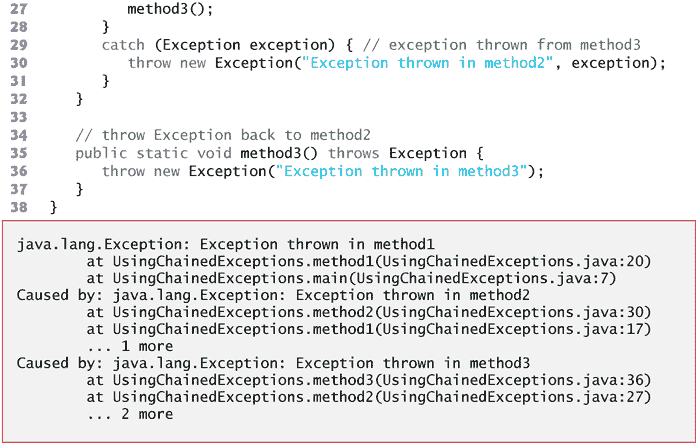 27 method3();
28 }
29 catch (Exception exception) { // exception thrown from method3
30 throw new Exception("Exception thrown in method2", exception);
31 }
32 }
33
34 // throw Exception back to method2
35 public static void method3() throws Exception {
36 throw new Exception("Exception thrown in method3");
37 }
38 }
java.lang.Exception: Exception thrown in method1
at UsingChainedExceptions.method1(UsingChainedExceptions.java:20)
at UsingChainedExceptions.main(UsingChainedExceptions.java:7)
Caused by: java.lang.Exception: Exception thrown in method2
at UsingChainedExceptions.method2(UsingChainedExceptions.java:30)
at UsingChainedExceptions.method1(UsingChainedExceptions.java:17)
... 1 more
Caused by: java.lang.Exception: Exception thrown in method3
at UsingChainedExceptions.method3(UsingChainedExceptions.java:36)
at UsingChainedExceptions.method2(UsingChainedExceptions.java:27)
... 2 more